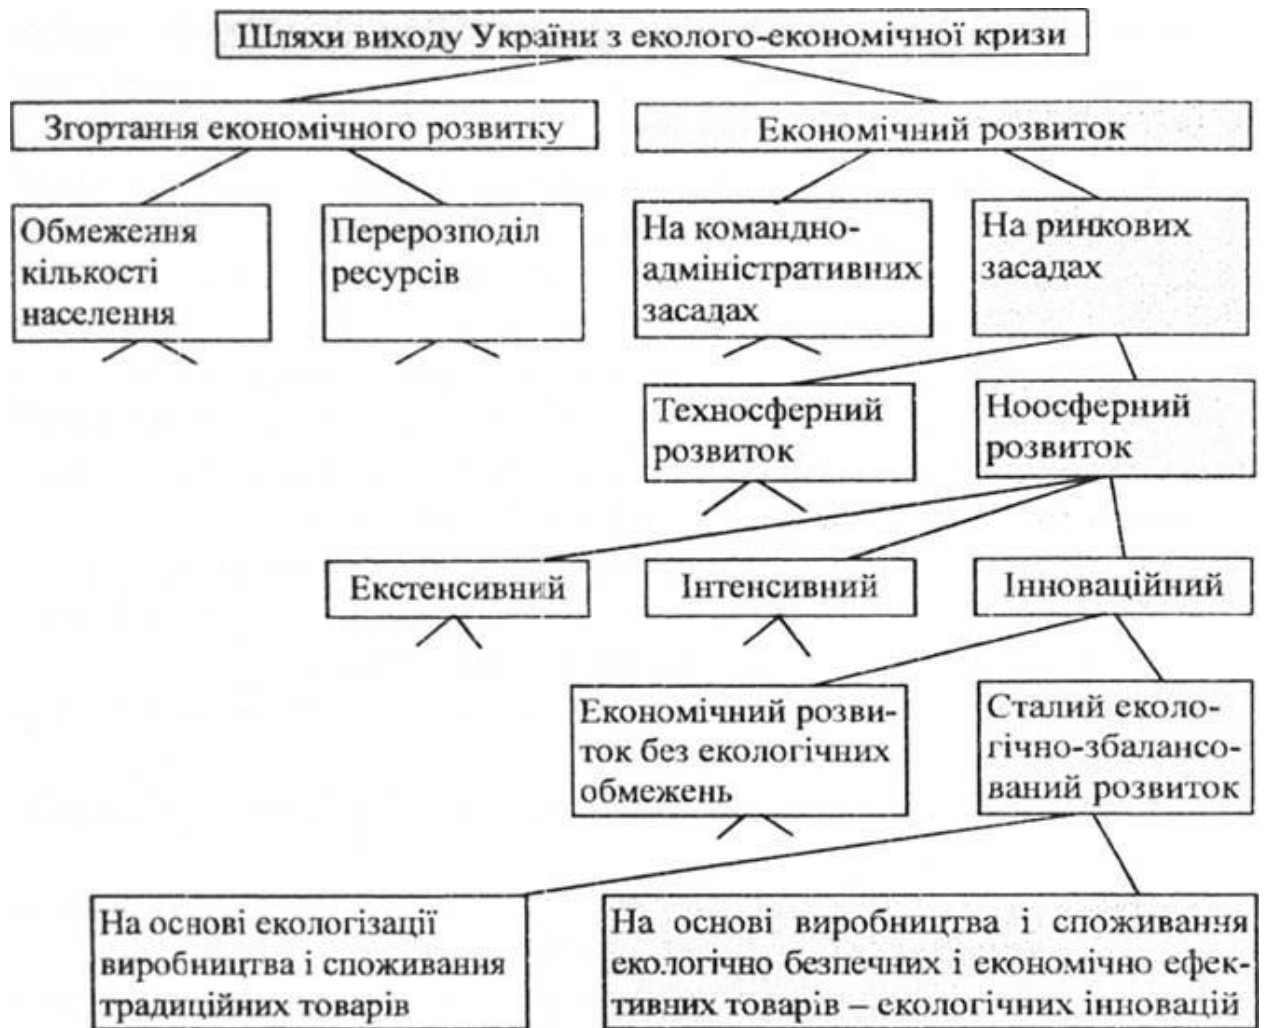 Шляхи виходу України з еколого-економічної кризи
Згортання економічного розвитку
Економічний розвиток
Обмеження
кількості
населення
Перерозподіл
ресурсів
На командно-
адміністративних
засадах
На ринкових
засадах
Техносферний
розвиток
Ноосферний
розвиток
Екстенсивний
Інтенсивний
Інноваційний
Економічний розви-
ток без екологічних
обмежень
Сталий еколо-
гічно-збалансо-
ваний розвиток
На основі екологізації
виробництва і споживання
традиційних товарів
На основі виробництва і споживання
екологічно безпечних і економічно ефек-
тивних товарів – екологічних інновацій